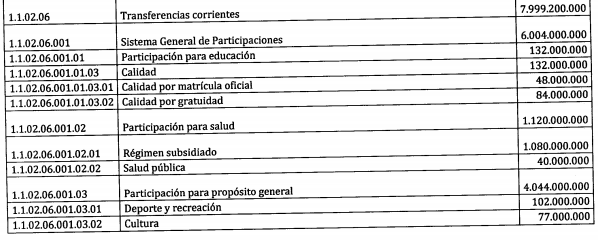 1.1.02.06 Transferencias corrientes 7.999.200.000
1.1.02.06.001 Sistema General de Participaciones 6.004.000.000
1.1.02.06.001.01 Participación para educación 132.000.000
1.1.02.06.001.01.03 Calidad 132.000.000
1.1.02.06.001.01.03.01 Calidad por matrícula oficial 48.000.000
1.1.02.06.001.01.03.02 Calidad por gratuidad 84.000.000
1.1.02.06.001.02 Participación para salud 1.120.000.000
1.1.02.06.001.02.01 Régimen subsidiado 1.080.000.000
1.1.02.06.001.02.02 Salud pública 40.000.000
1.1.02.06.001.03 Participación para propósito general 4.044.000.000
1.1.02.06.001.03.01 Deporte y recreación 102.000.000
1.1.02.06.001.03.02 Cultura 77.000.000